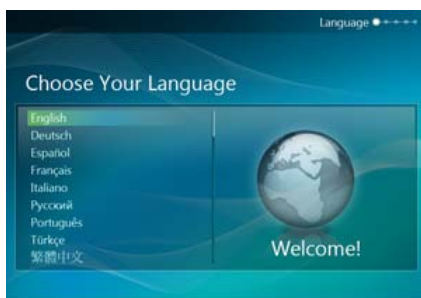 Language
Choose Your Language
English
Deutsch
Español
Français
Italiano
Русский
Português
Türkçe
繁體中文
Welcome!